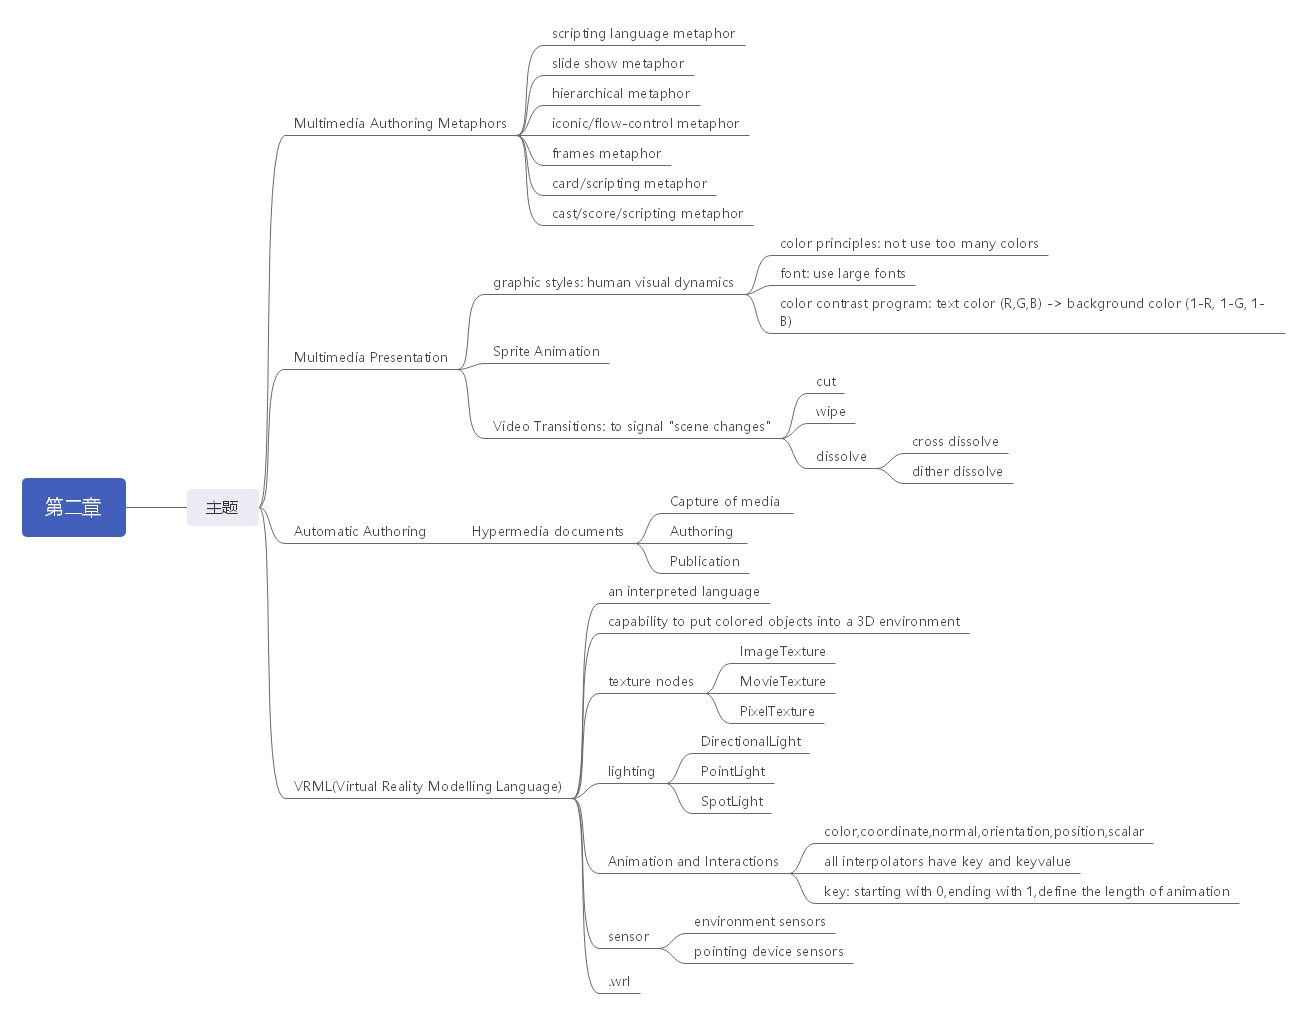 第二章
主题
Multimedia Authoring Metaphors
scripting language metaphor
slide show metaphor
hierarchical metaphor
iconic/flow-control metaphor
frames metaphor
card/scripting metaphor
cast/score/scripting metaphor
Multimedia Presentation
graphic styles: human visual dynamics
color principles: not use too many colors
font: use large fonts
color contrast program: text color (R,G,B) -> background color (1-R, 1-G, 1-
B)
Sprite Animation
Video Transitions: to signal "scene changes"
cut
wipe
dissolve
cross dissolve
dither dissolve
Automatic Authoring
Hypermedia documents
Capture of media
Authoring
Publication
VRML(Virtual Reality Modelling Language)
an interpreted language
capability to put colored objects into a 3D environment
texture nodes
ImageTexture
MovieTexture
PixelTexture
lighting
DirectionalLight
PointLight
SpotLight
Animation and Interactions
color,coordinate,normal,orientation,position,scalar
all interpolators have key and keyvalue
key: starting with 0,ending with 1,define the length of animation
sensor
environment sensors
pointing device sensors
.wrl